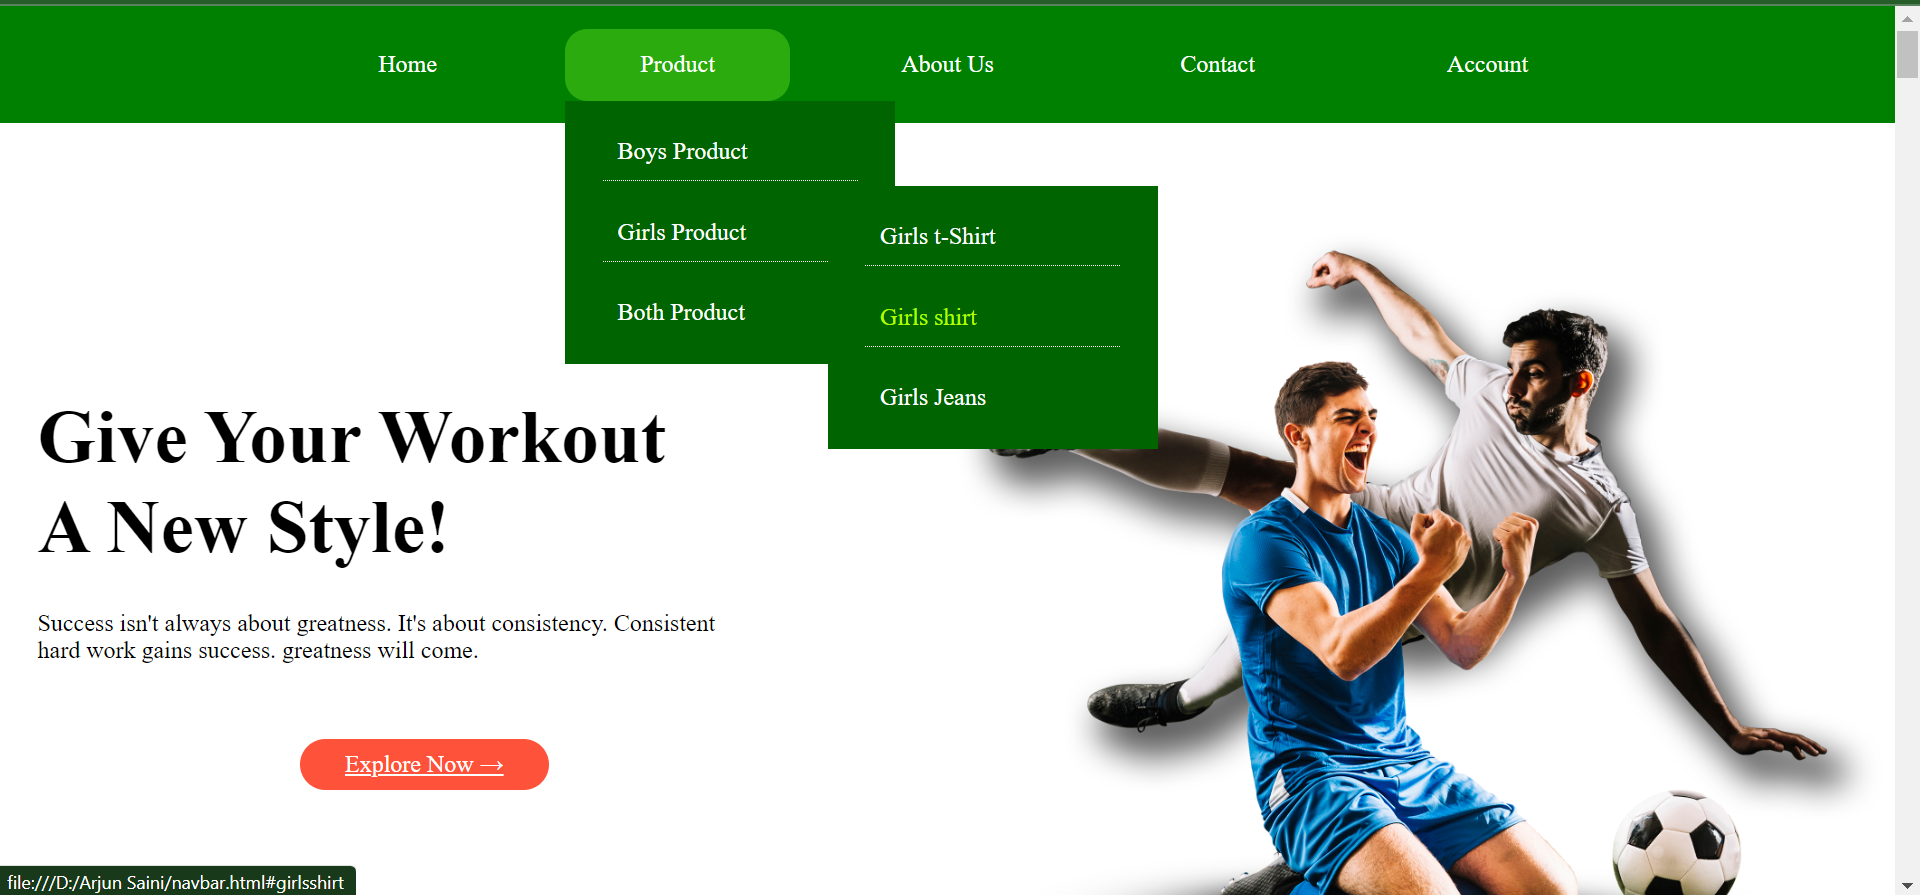 Home
Product
About Us
Contact
Account
Boys Product
Girls Product
Both Product
Girls t-Shirt
Girls shirt
Girls Jeans
Give Your Workout
A New Style!
Success isn't always about greatness. It's about consistency. Consistent
hard work gains success. greatness will come.
Explore Now →
file:///D:/Arjun Saini/navbar.html#girlsshirt